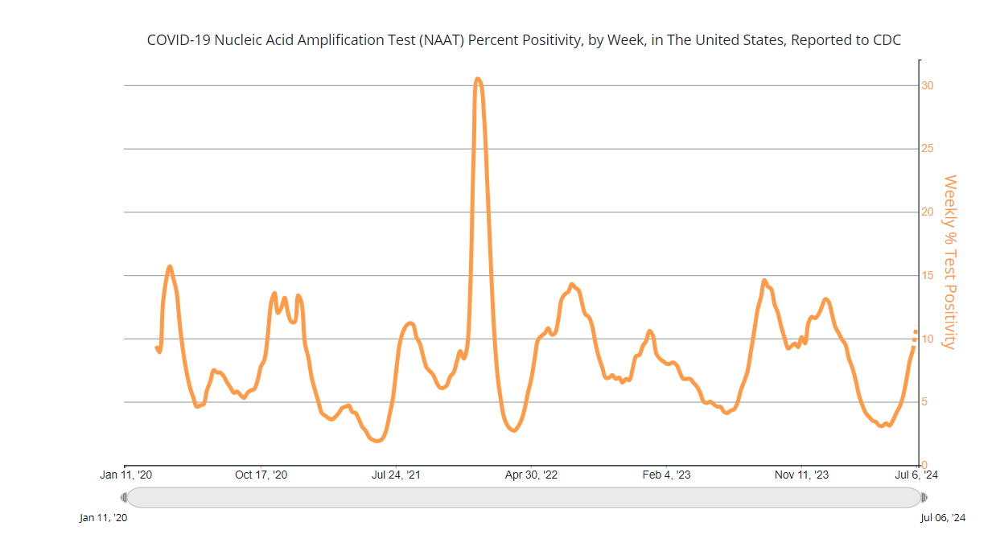 COVID-19 Nucleic Acid Amplification Test (NAAT) Percent Positivity, by Week, in The United States, Reported to CDC
30
25
20
15
10
5
0
Weekly % Test Positivity
Jan 11, '20
Oct 17, '20
Jul 24, '21
Apr 30, '22
Feb 4, '23
Nov 11, '23
Jul 6, '24
Jan 11, '20
Jul 06, '24